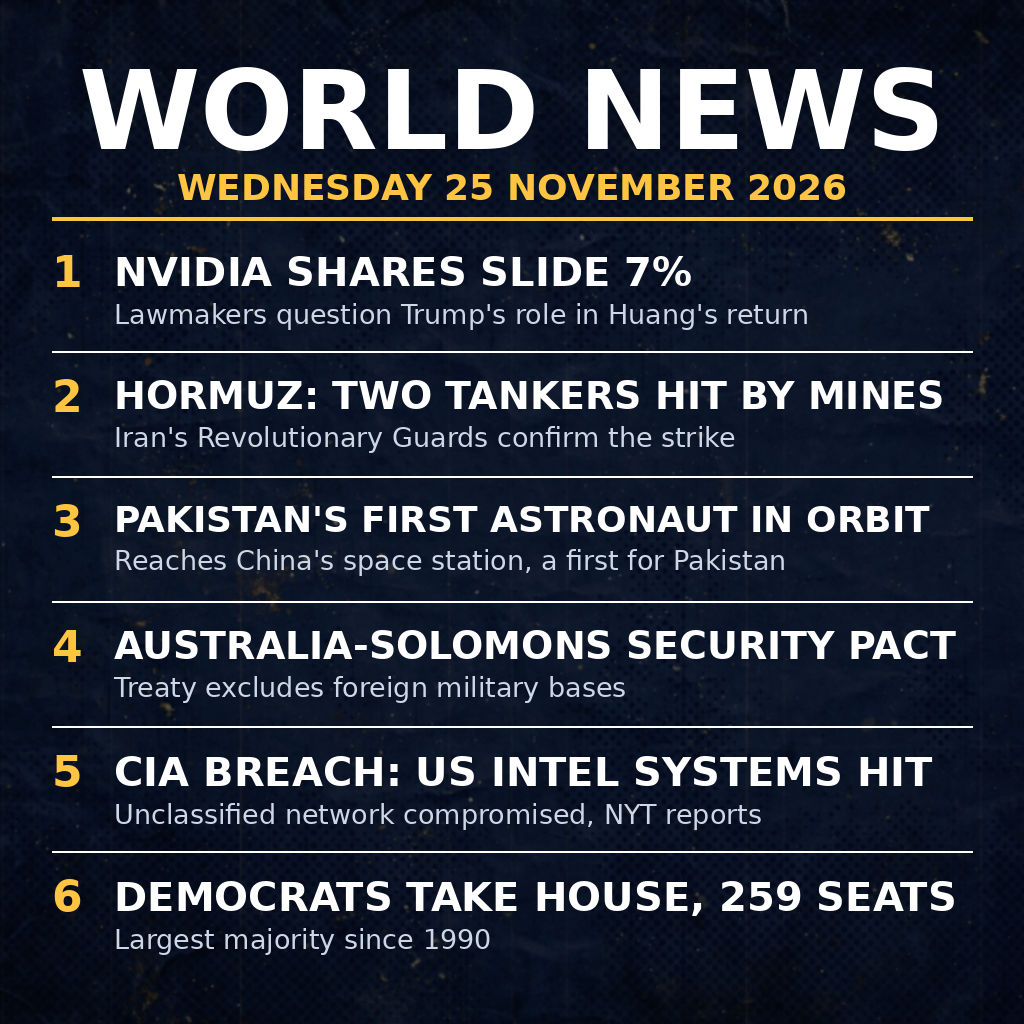 WORLD NEWS
WEDNESDAY 25 NOVEMBER 2026
1 NVIDIA SHARES SLIDE 7%
Lawmakers question Trump's role in Huang's return
2 HORMUZ: TWO TANKERS HIT BY MINES
Iran's Revolutionary Guards confirm the strike
3 PAKISTAN'S FIRST ASTRONAUT IN ORBIT
Reaches China's space station, a first for Pakistan
4 AUSTRALIA-SOLOMONS SECURITY PACT
Treaty excludes foreign military bases
5 CIA BREACH: US INTEL SYSTEMS HIT
Unclassified network compromised, NYT reports
6 DEMOCRATS TAKE HOUSE, 259 SEATS
Largest majority since 1990